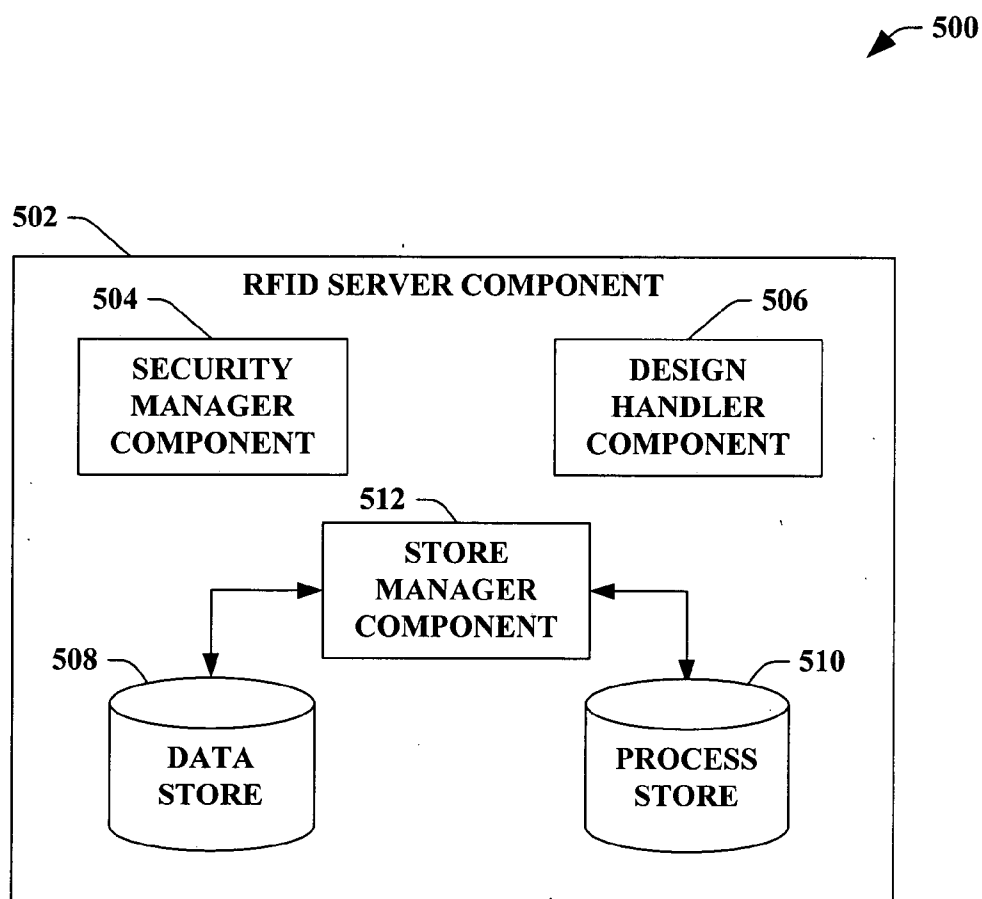 500
502
RFID SERVER COMPONENT
504
506
SECURITY
MANAGER
COMPONENT
DESIGN
HANDLER
COMPONENT
512
STORE
MANAGER
COMPONENT
508
510
DATA
STORE
PROCESS
STORE